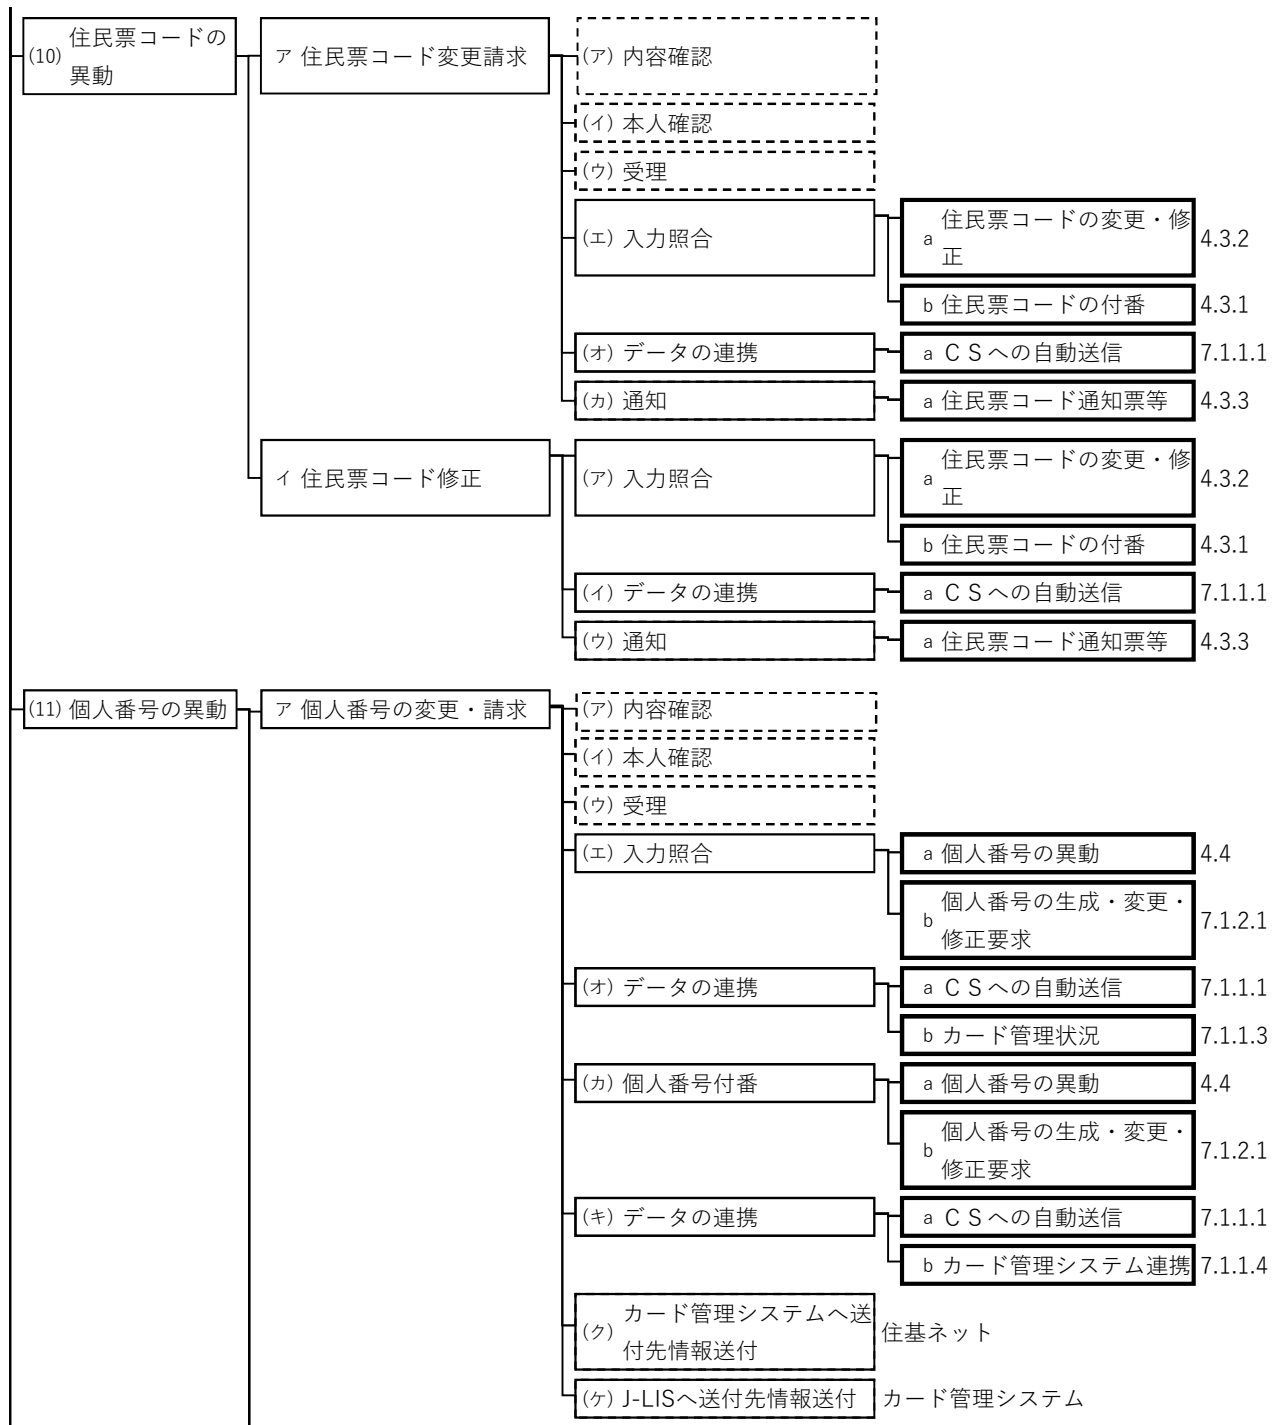 (10) 住民票コードの
異動
ア 住民票コード変更請求
(ア) 内容確認
(イ) 本人確認
(ウ) 受理
(エ) 入力照合
a 住民票コードの変更・修
正
4.3.2
b 住民票コードの付番
4.3.1
(オ) データの連携
a ＣＳへの自動送信
7.1.1.1
(カ) 通知
a 住民票コード通知票等
4.3.3
イ 住民票コード修正
(ア) 入力照合
a 住民票コードの変更・修
正
4.3.2
b 住民票コードの付番
4.3.1
(イ) データの連携
a ＣＳへの自動送信
7.1.1.1
(ウ) 通知
a 住民票コード通知票等
4.3.3
(11) 個人番号の異動
ア 個人番号の変更・請求
(ア) 内容確認
(イ) 本人確認
(ウ) 受理
(エ) 入力照合
a 個人番号の異動
4.4
b 個人番号の生成・変更・
修正要求
7.1.2.1
(オ) データの連携
a ＣＳへの自動送信
7.1.1.1
b カード管理状況
7.1.1.3
(カ) 個人番号付番
a 個人番号の異動
4.4
b 個人番号の生成・変更・
修正要求
7.1.2.1
(キ) データの連携
a ＣＳへの自動送信
7.1.1.1
b カード管理システム連携
7.1.1.4
(ク) カード管理システムへ送
付先情報送付
住基ネット
(ケ) J-LISへ送付先情報送付
カード管理システム